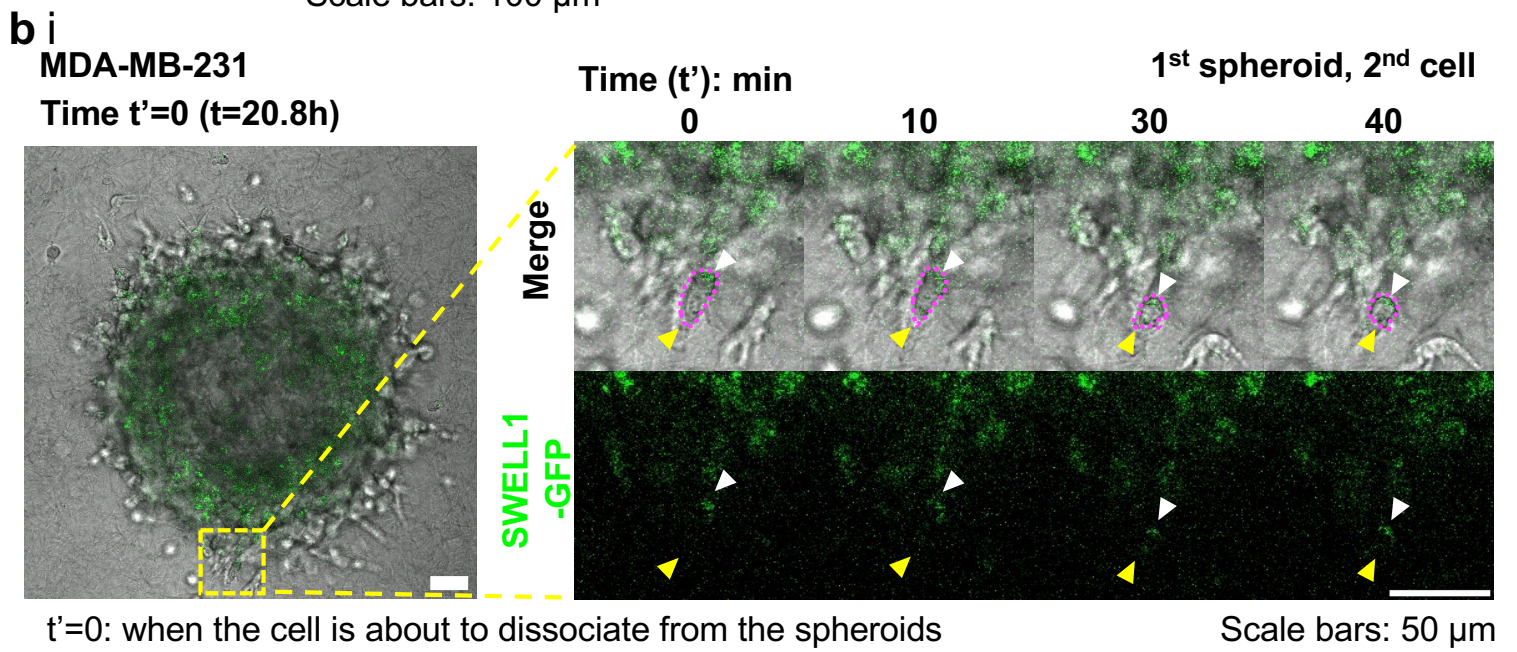 Scale bars: 100 µm
b i
MDA-MB-231
Time t’=0 (t=20.8h)
Time (t’): min
1st spheroid, 2nd cell
0 10 30 40
Merge
SWELL1
-GFP
t’=0: when the cell is about to dissociate from the spheroids
Scale bars: 50 µm